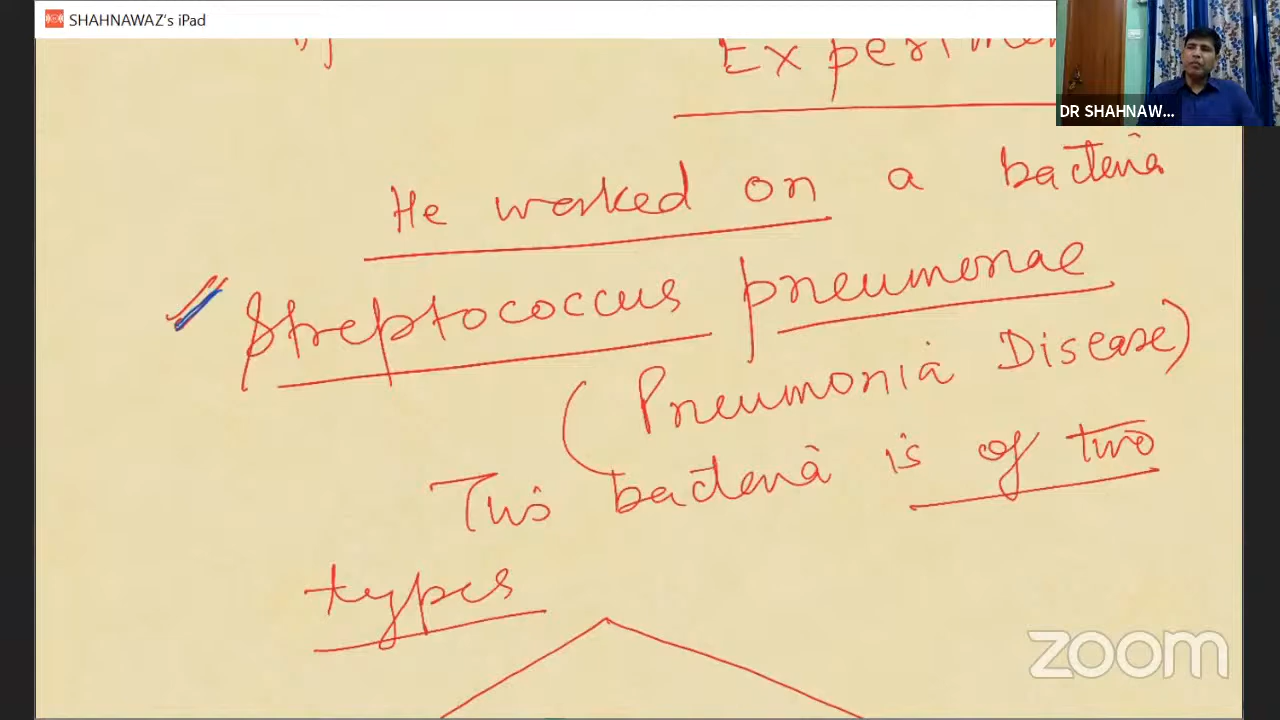 SHAHNAWAZ's iPad
DR SHAHNAW...
He worked on a bacteria
Streptococcus pneumonae
(Pneumonia Disease)
This bacteria is of two
types
zoom